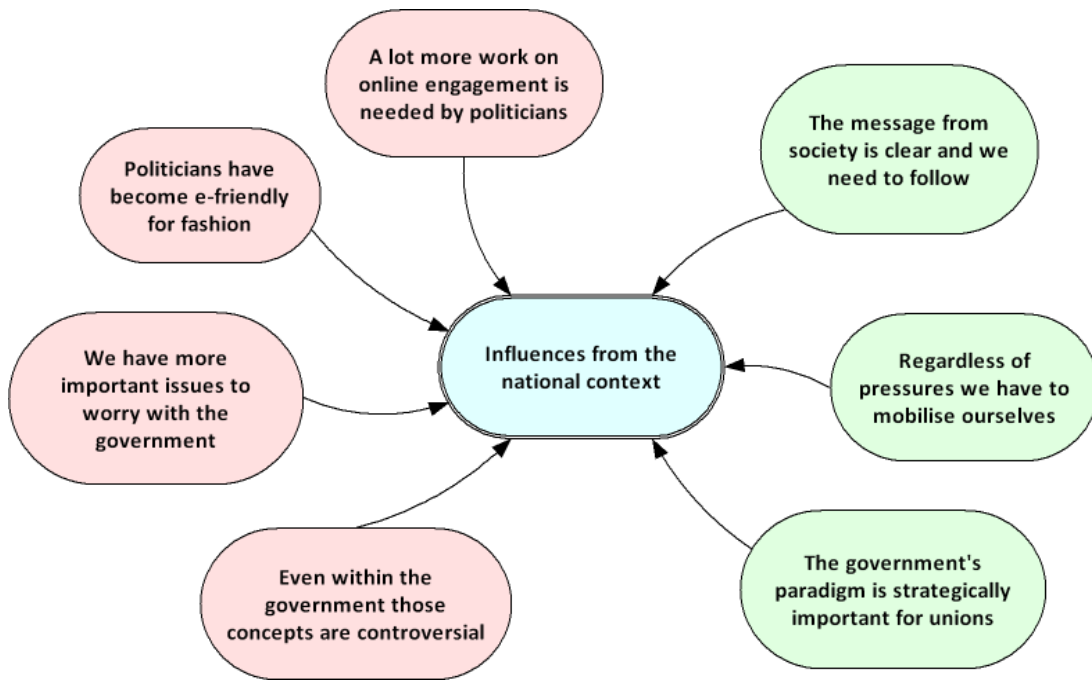 A lot more work on
online engagement is
needed by politicians
The message from
society is clear and we
need to follow
Politicians have
become e-friendly
for fashion
Influences from the
national context
We have more
important issues to
worry with the
government
Regardless of
pressures we have to
mobilise ourselves
Even within the
government those
concepts are controversial
The government's
paradigm is strategically
important for unions